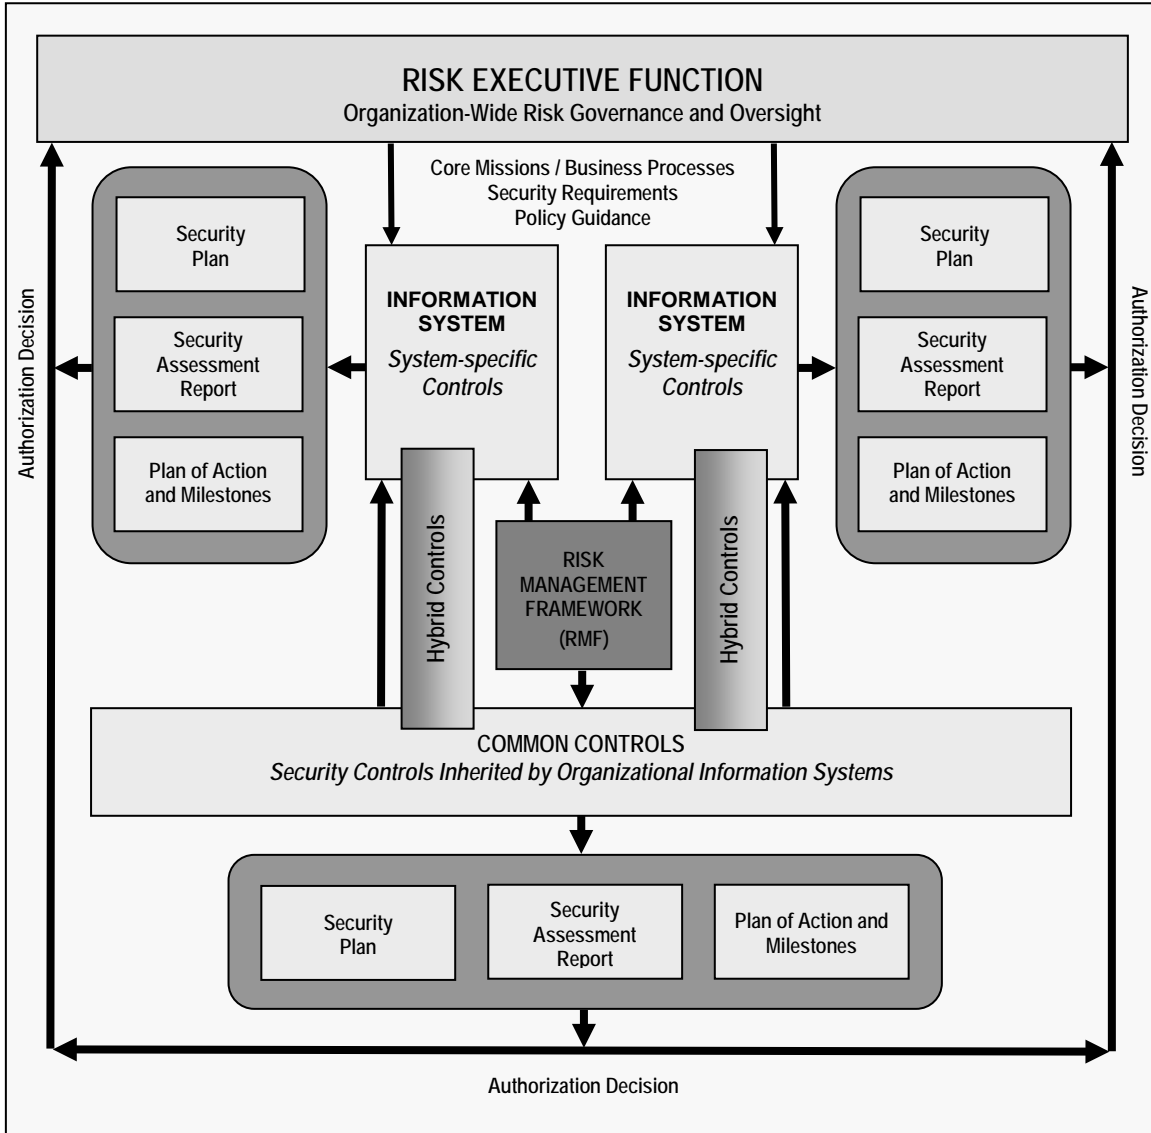 RISK EXECUTIVE FUNCTION
Organization-Wide Risk Governance and Oversight
Core Missions / Business Processes
Security Requirements
Policy Guidance
Authorization Decision
Security
Plan
Security
Assessment
Report
Plan of Action
and Milestones
INFORMATION
SYSTEM
System-specific
Controls
INFORMATION
SYSTEM
System-specific
Controls
Security
Plan
Security
Assessment
Report
Plan of Action
and Milestones
Authorization Decision
Hybrid Controls
RISK
MANAGEMENT
FRAMEWORK
(RMF)
Hybrid Controls
COMMON CONTROLS
Security Controls Inherited by Organizational Information Systems
Security
Plan
Security
Assessment
Report
Plan of Action and
Milestones
Authorization Decision